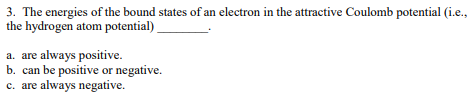 3. The energies of the bound states of an electron in the attractive Coulomb potential (i.e.,
the hydrogen atom potential) ________.
a. are always positive.
b. can be positive or negative.
c. are always negative.